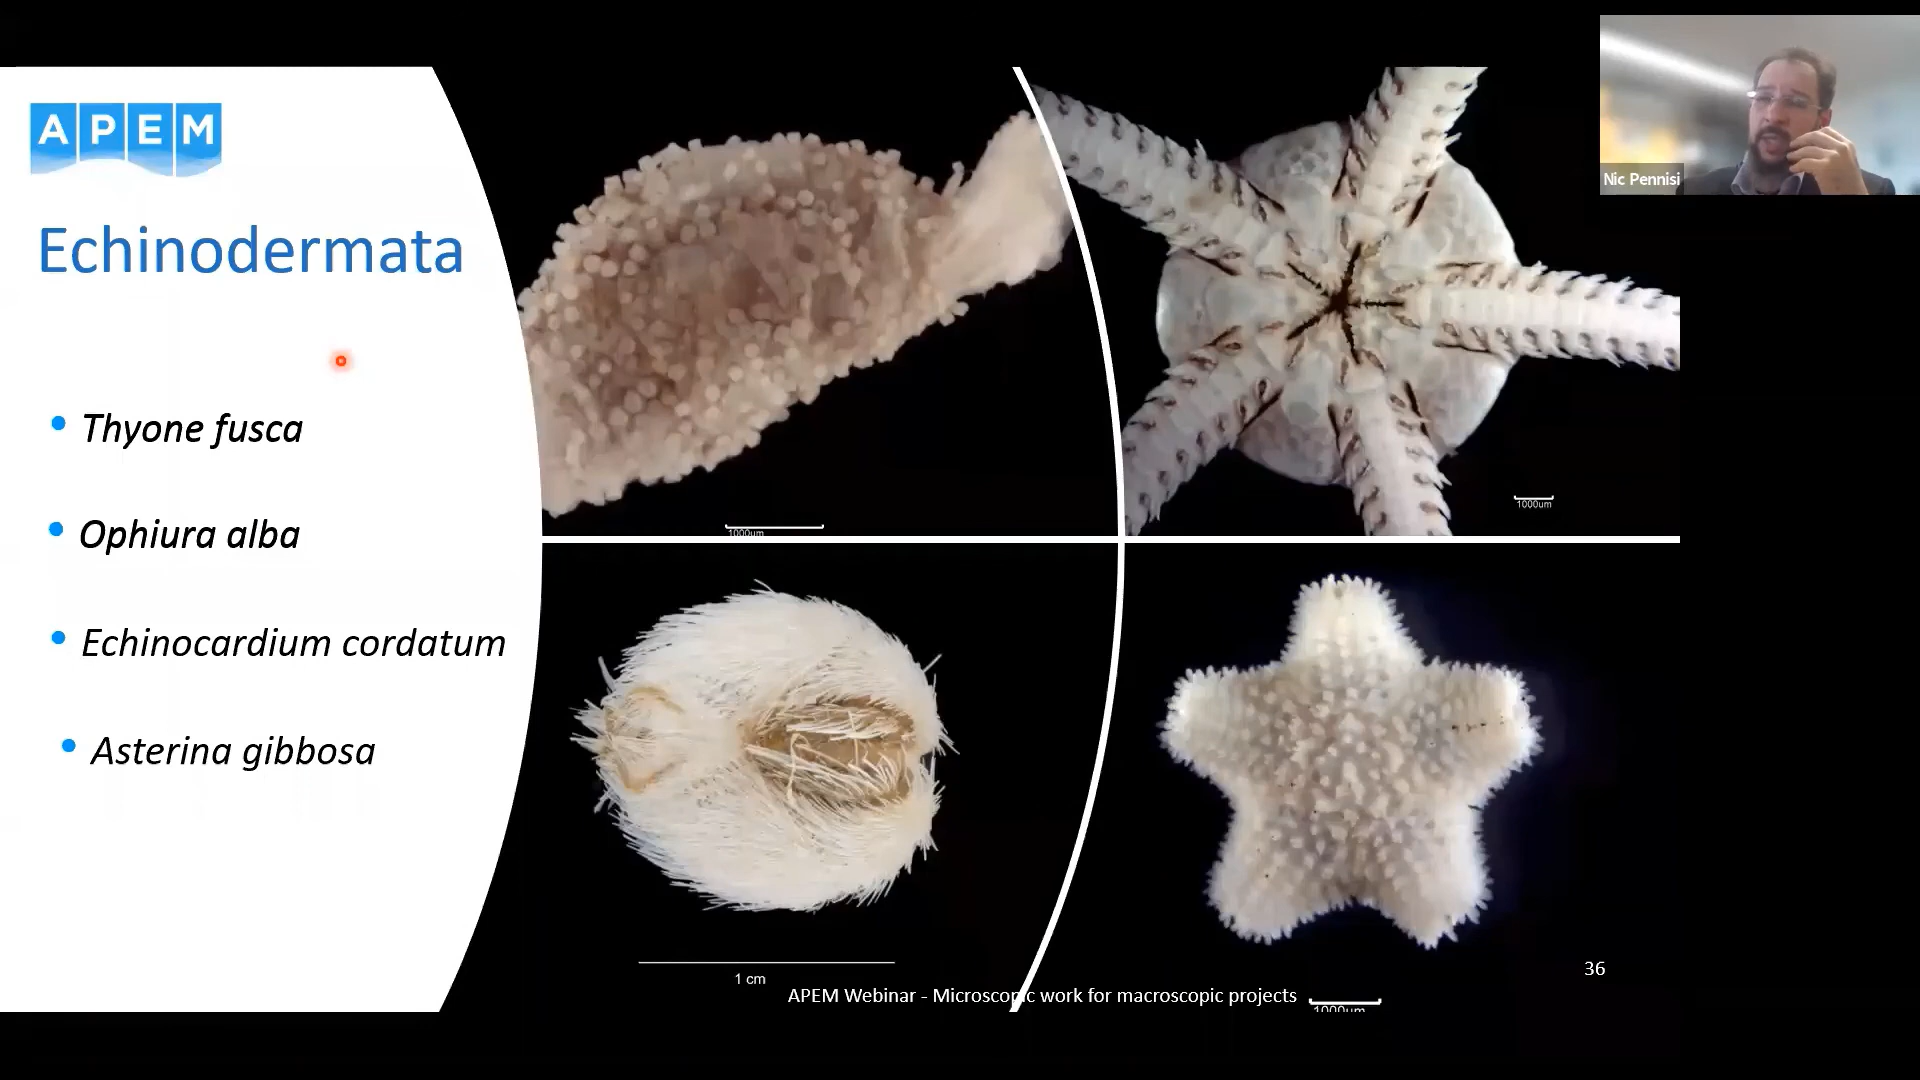 APEM
Echinodermata
Thyone fusca
Ophiura alba
Echinocardium cordatum
Asterina gibbosa
1000um
1000um
1 cm
1000um
APEM Webinar - Microscopic work for macroscopic projects
36
Nic Pennisi